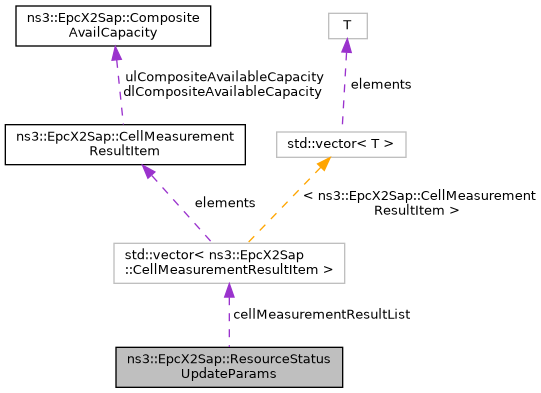 ns3::EpcX2Sap::Composite
AvailCapacity
T
ulCompositeAvailableCapacity
dlCompositeAvailableCapacity
elements
ns3::EpcX2Sap::CellMeasurement
ResultItem
std::vector< T >
elements
< ns3::EpcX2Sap::CellMeasurement
ResultItem >
std::vector< ns3::EpcX2Sap
::CellMeasurementResultItem >
cellMeasurementResultList
ns3::EpcX2Sap::ResourceStatus
UpdateParams